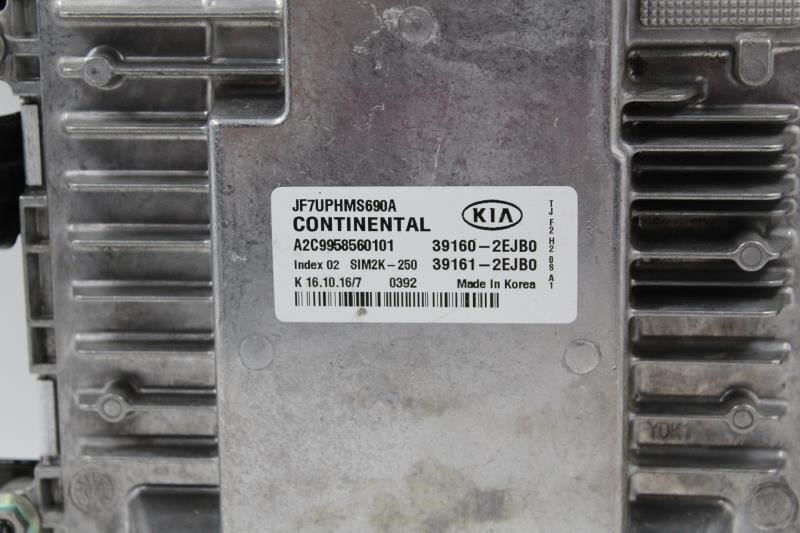 JF7UPHMS690A
CONTINENTAL KIA
A2C9958560101 39160-2EJB0
Index 02 SIM2K-250 39161-2EJB0
K 16.10.16/7 0392 Made In Korea
TJ F2 H2 08 A1
YDK1